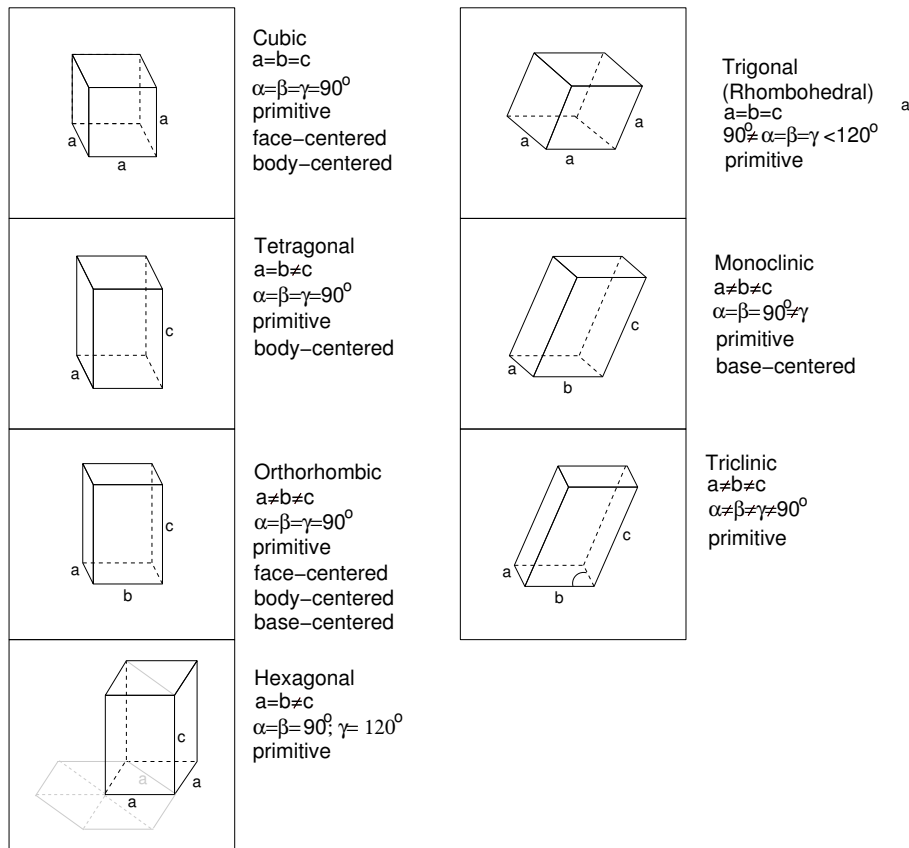 Cubic
a=b=c
α=β=γ=90°
primitive
face−centered
body−centered
a
a
a
Tetragonal
a=b≠c
α=β=γ=90°
primitive
body−centered
c
a
Orthorhombic
a≠b≠c
α=β=γ=90°
primitive
face−centered
body−centered
base−centered
c
a
b
Hexagonal
a=b≠c
α=β=90°; γ= 120°
primitive
c
a
a
a
Trigonal
(Rhombohedral)
a=b=c
90°≠ α=β=γ <120°
primitive
a
a
a
a
Monoclinic
a≠b≠c
α=β= 90°≠γ
primitive
base−centered
c
a
b
Triclinic
a≠b≠c
α≠β≠γ≠90°
primitive
c
a
b